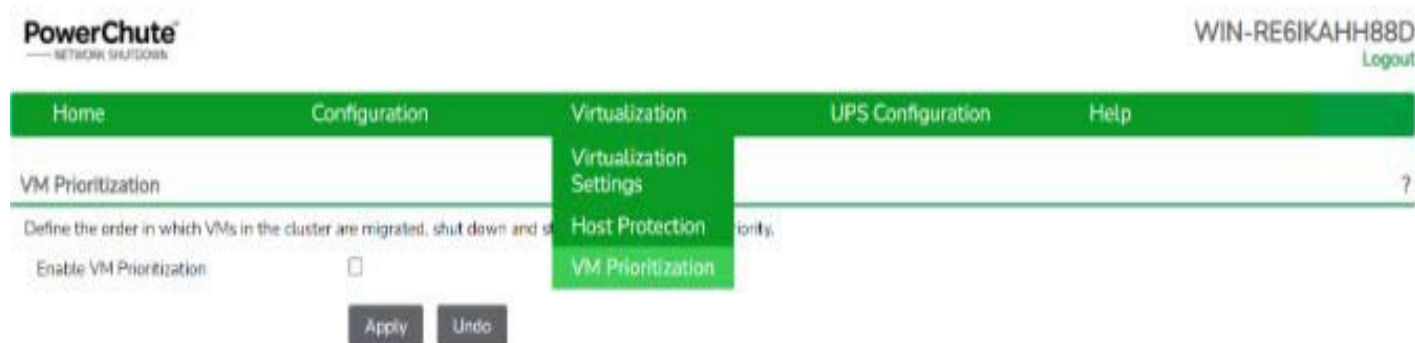 PowerChute
NETWORK SHUTDOWN
WIN-RE6IKAHH88D
Logout
Home Configuration Virtualization UPS Configuration Help
Virtualization
Settings
VM Prioritization ?
Define the order in which VMs in the cluster are migrated, shut down and st
Host Protection
iority.
Enable VM Prioritization
VM Prioritization
Apply Undo